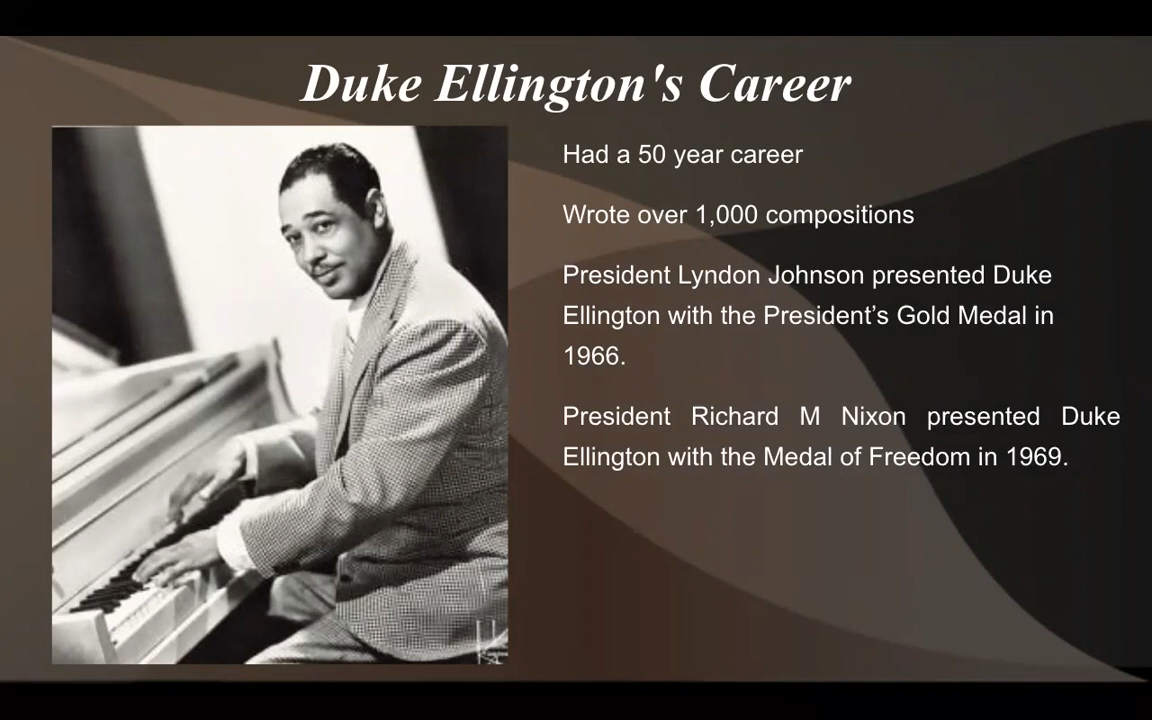 Duke Ellington's Career
Had a 50 year career
Wrote over 1,000 compositions
President Lyndon Johnson presented Duke
Ellington with the President’s Gold Medal in
1966.
President Richard M Nixon presented Duke
Ellington with the Medal of Freedom in 1969.